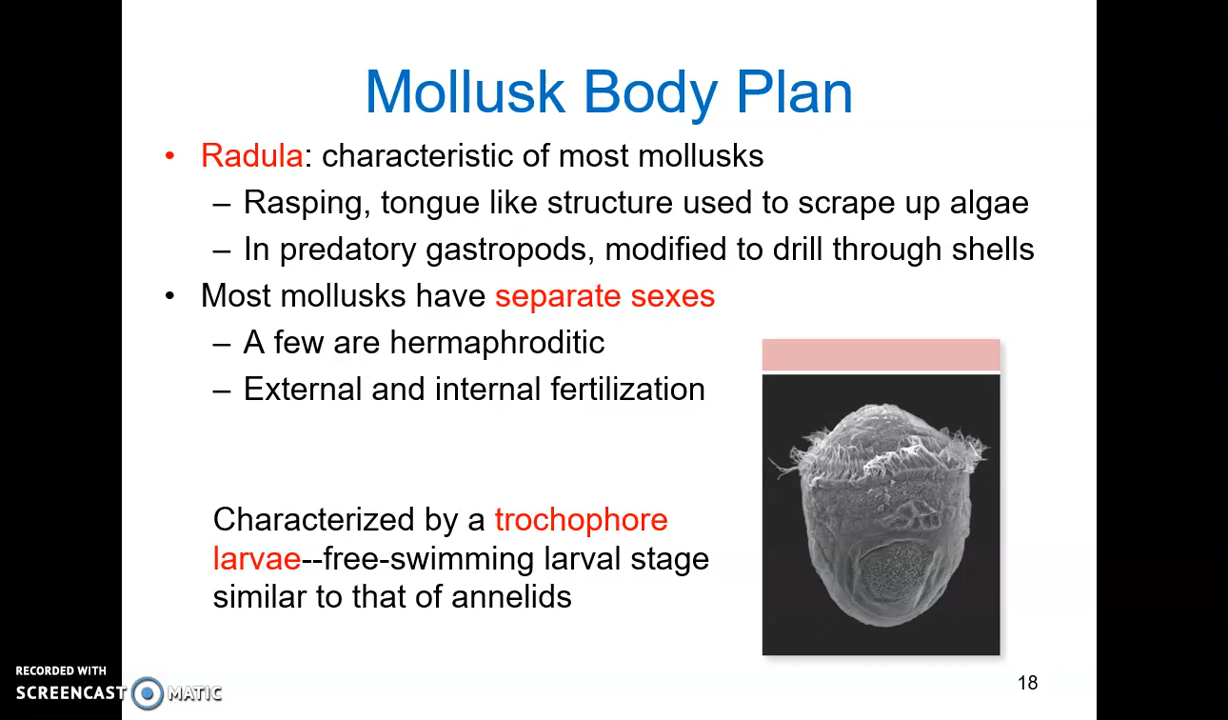 Mollusk Body Plan
• Radula: characteristic of most mollusks
– Rasping, tongue like structure used to scrape up algae
– In predatory gastropods, modified to drill through shells
• Most mollusks have separate sexes
– A few are hermaphroditic
– External and internal fertilization
Characterized by a trochophore
larvae--free-swimming larval stage
similar to that of annelids
RECORDED WITH
SCREENCAST MATIC
18